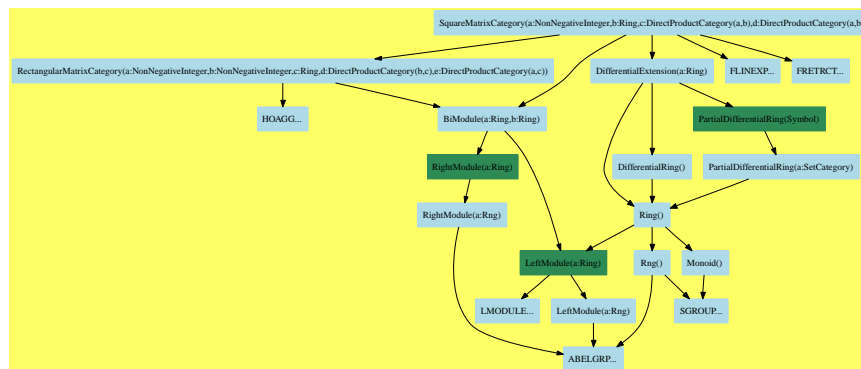 SquareMatrixCategory(a:NonNegativeInteger,b:Ring,c:DirectProductCategory(a,b),d:DirectProductCategory(a,b
RectangularMatrixCategory(a:NonNegativeInteger,b:NonNegativeInteger,c:Ring,d:DirectProductCategory(b,c),e:DirectProductCategory(a,c))
DifferentialExtension(a:Ring)
FLINEXP...
FRETRCT...
HOAGG...
BiModule(a:Ring,b:Ring)
PartialDifferentialRing(Symbol)
RightModule(a:Ring)
DifferentialRing()
PartialDifferentialRing(a:SetCategory)
RightModule(a:Rng)
Ring()
LeftModule(a:Ring)
Rng()
Monoid()
LMODULE...
LeftModule(a:Rng)
SGROUP...
ABELGRP...